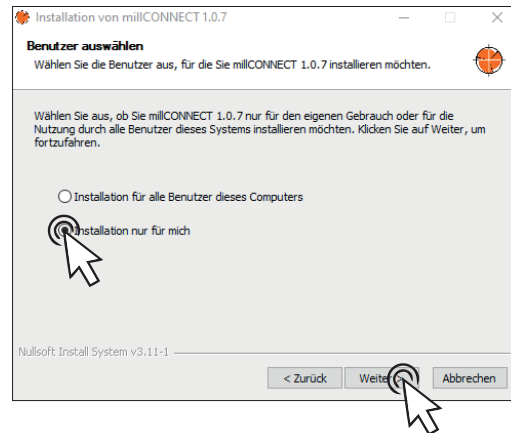 Installation von millCONNECT 1.0.7
Benutzer auswählen
Wählen Sie die Benutzer aus, für die Sie millCONNECT 1.0.7 installieren möchten.
Wählen Sie aus, ob Sie millCONNECT 1.0.7 nur für den eigenen Gebrauch oder für die
Nutzung durch alle Benutzer dieses Systems installieren möchten. Klicken Sie auf Weiter, um
fortzufahren.
Installation für alle Benutzer dieses Computers
Installation nur für mich
Nullsoft Install System v3.11-1
< Zurück Weiter > Abbrechen